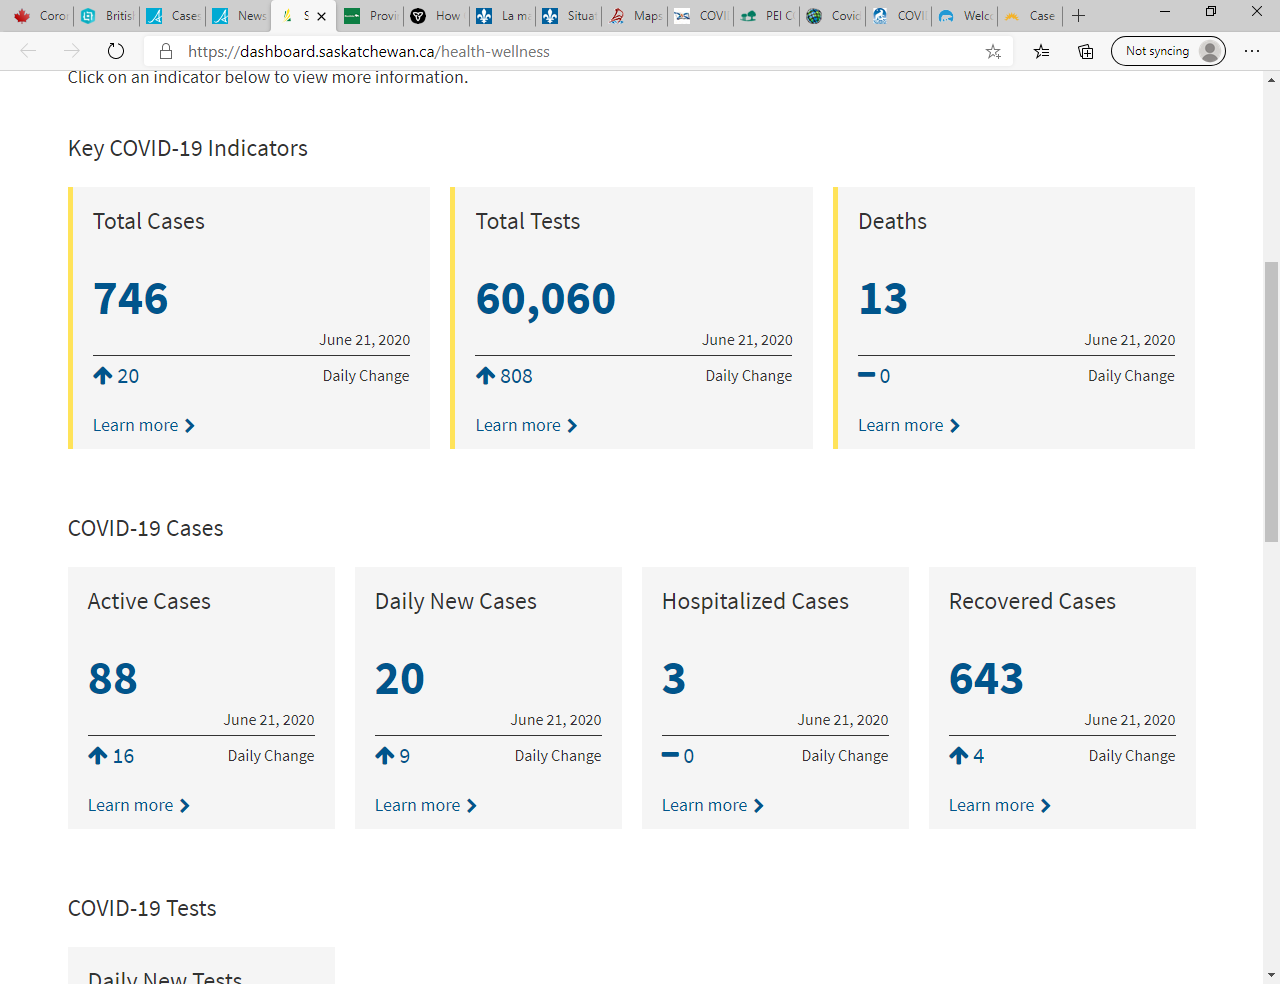 Coro
Britis
Case
News
S
Provi
How
La ma
Situat
Maps
COVI
PEI C
Covid
COVI
Welc
Case
https://dashboard.saskatchewan.ca/health-wellness
Not syncing
Click on an indicator below to view more information.
Key COVID-19 Indicators
Total Cases
746
June 21, 2020
20 Daily Change
Learn more
Total Tests
60,060
June 21, 2020
808 Daily Change
Learn more
Deaths
13
June 21, 2020
0 Daily Change
Learn more
COVID-19 Cases
Active Cases
88
June 21, 2020
16 Daily Change
Learn more
Daily New Cases
20
June 21, 2020
9 Daily Change
Learn more
Hospitalized Cases
3
June 21, 2020
0 Daily Change
Learn more
Recovered Cases
643
June 21, 2020
4 Daily Change
Learn more
COVID-19 Tests
Daily New Tests